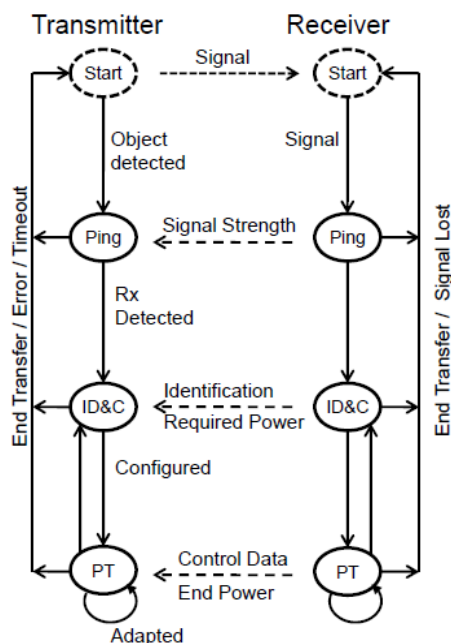 Transmitter
Receiver
Start
Signal
Start
Object
detected
Signal
Ping
Signal Strength
Ping
Rx
Detected
ID&C
Identification
Required Power
ID&C
Configured
PT
Control Data
End Power
PT
Adapted
End Transfer / Error / Timeout
End Transfer / Signal Lost